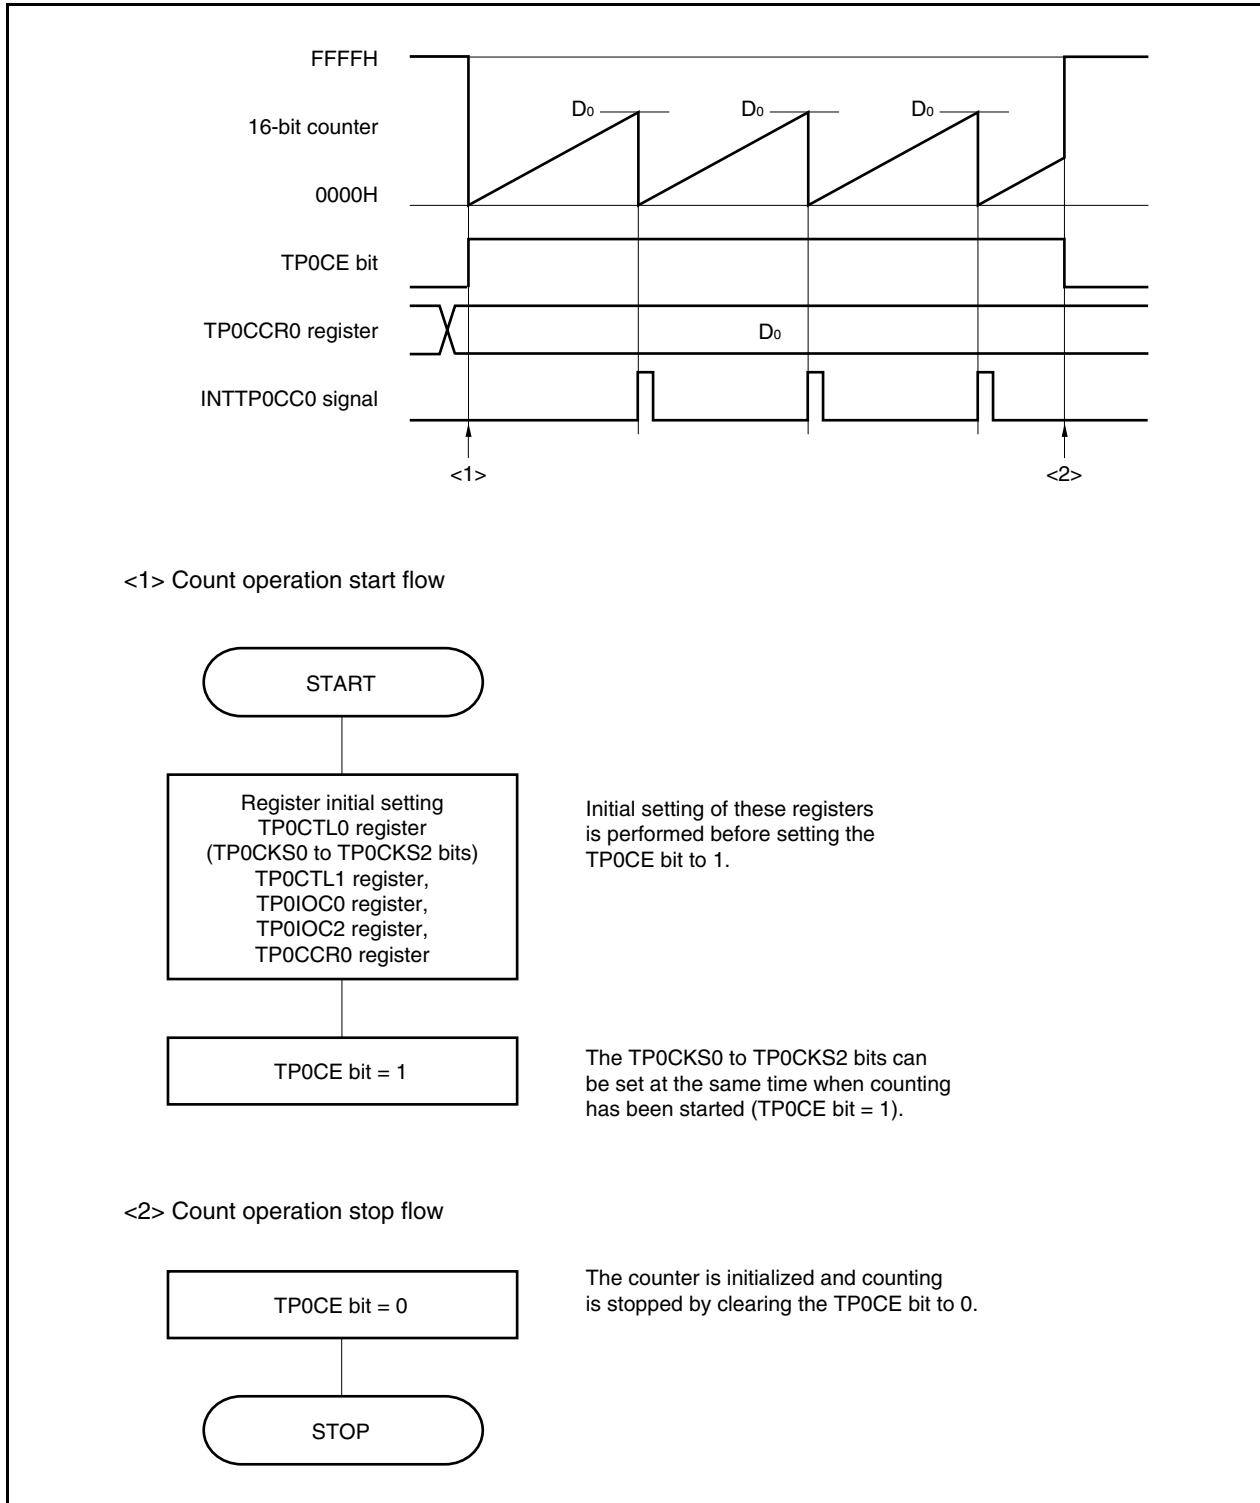 FFFFH
D0 D0 D0
16-bit counter
0000H
TP0CE bit
TP0CCR0 register
D0
INTTP0CC0 signal
<1> <2>
<1> Count operation start flow
START
Register initial setting
TP0CTL0 register
(TP0CKS0 to TP0CKS2 bits)
TP0CTL1 register,
TP0IOC0 register,
TP0IOC2 register,
TP0CCR0 register
Initial setting of these registers
is performed before setting the
TP0CE bit to 1.
TP0CE bit = 1
The TP0CKS0 to TP0CKS2 bits can
be set at the same time when counting
has been started (TP0CE bit = 1).
<2> Count operation stop flow
TP0CE bit = 0
The counter is initialized and counting
is stopped by clearing the TP0CE bit to 0.
STOP